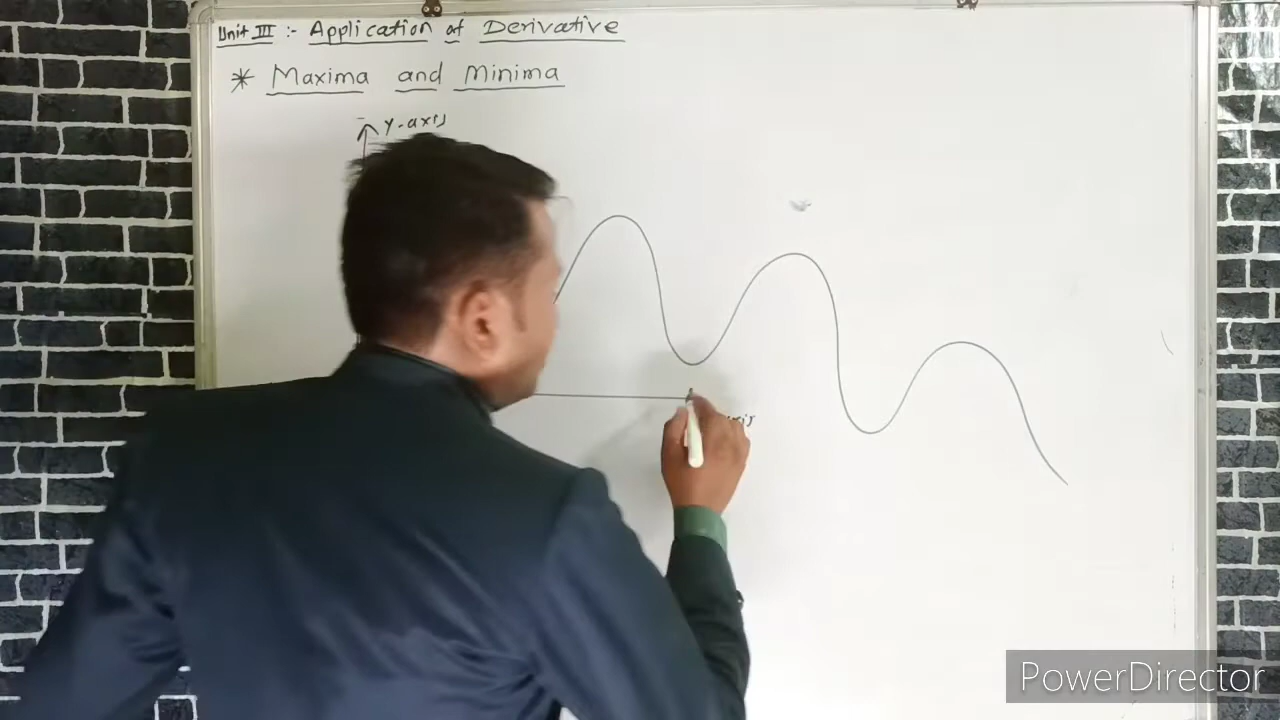 Unit III :- Application of Derivative
* Maxima and Minima
Y-axis
PowerDirector